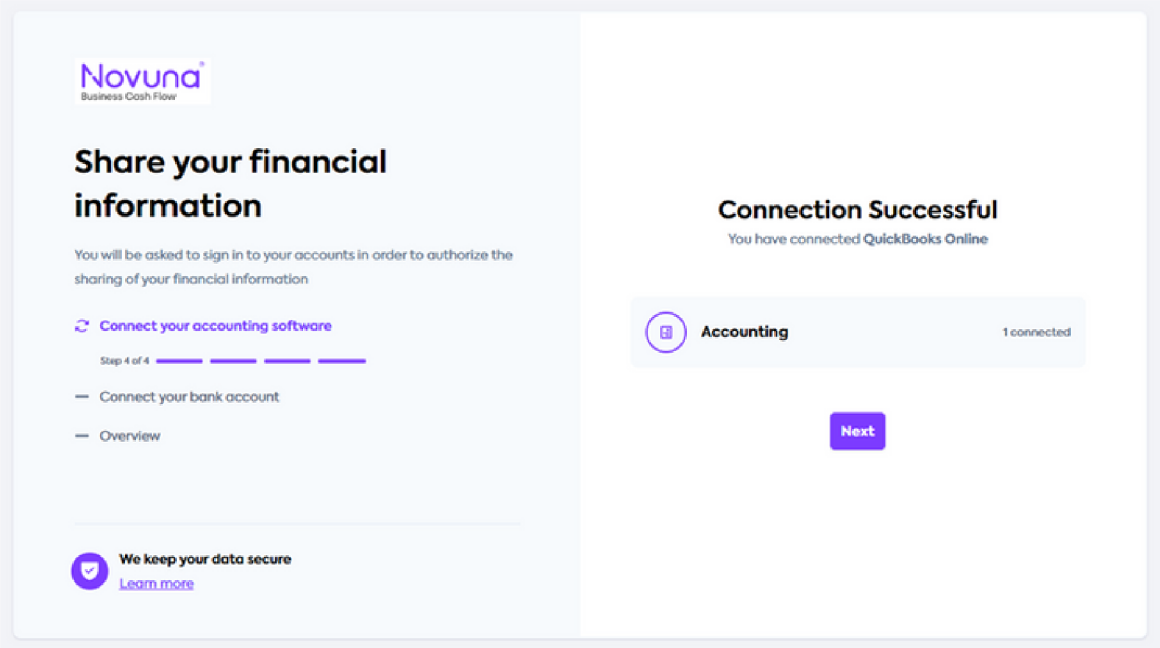 Novuna®
Business Cash Flow
Share your financial
information
You will be asked to sign in to your accounts in order to authorize the
sharing of your financial information
Connect your accounting software
Step 4 of 4
Connect your bank account
Overview
We keep your data secure
Learn more
Connection Successful
You have connected QuickBooks Online
Accounting
1 connected
Next